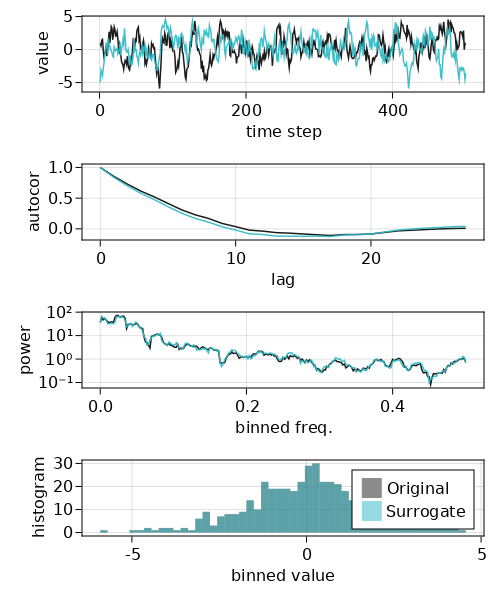 5
0
-5
value
0
200
400
time step
1.0
0.5
0.0
autocor
0
10
20
lag
10²
10¹
10⁰
10⁻¹
power
0.0
0.2
0.4
binned freq.
30
20
10
0
histogram
Original
Surrogate
-5
0
5
binned value